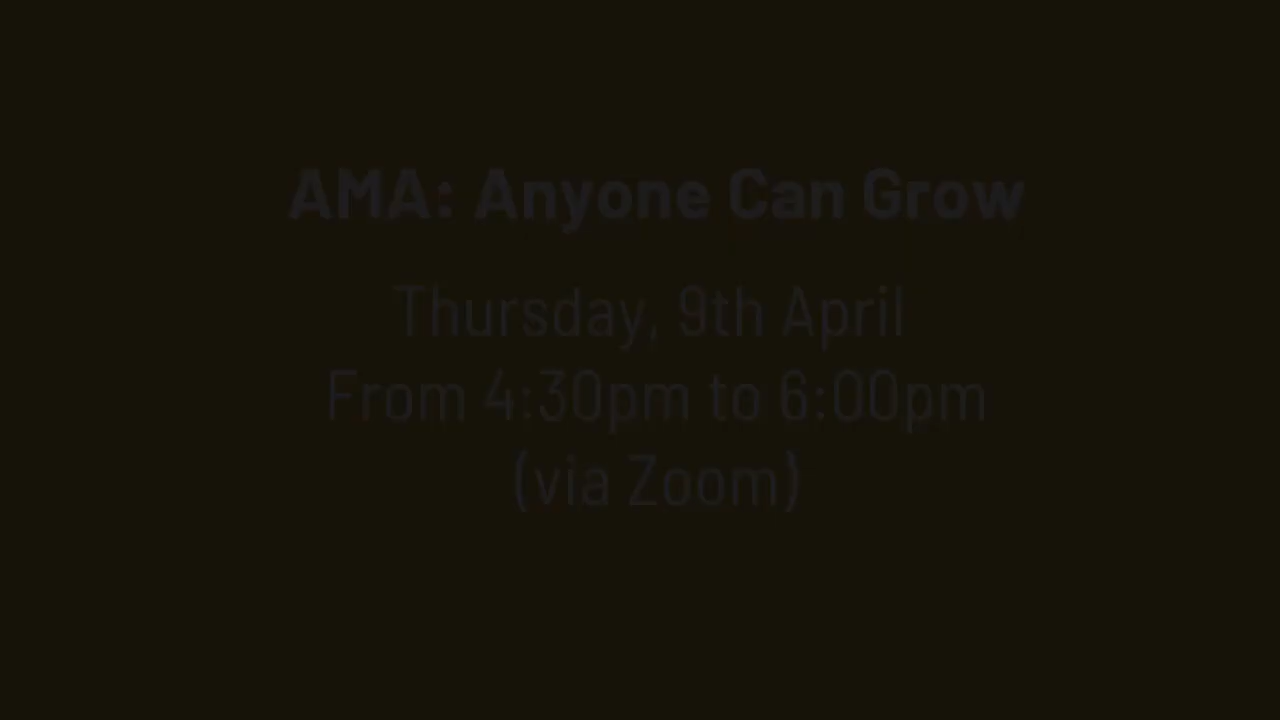 AMA: Anyone Can Grow
Thursday, 9th April
From 4:30pm to 6:00pm
(via Zoom)